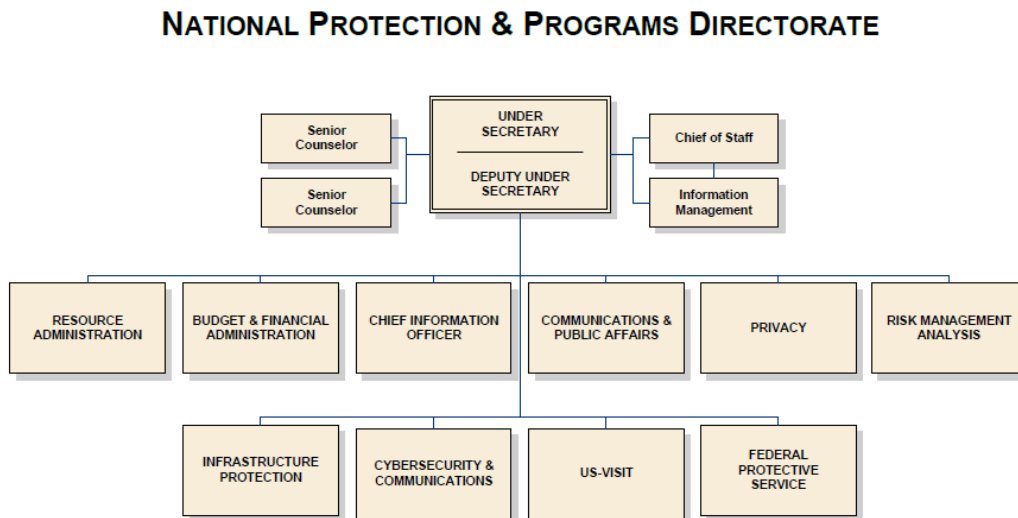 NATIONAL PROTECTION & PROGRAMS DIRECTORATE
UNDER
SECRETARY
DEPUTY UNDER
SECRETARY
Senior
Counselor
Senior
Counselor
Chief of Staff
Information
Management
RESOURCE
ADMINISTRATION
BUDGET & FINANCIAL
ADMINISTRATION
CHIEF INFORMATION
OFFICER
COMMUNICATIONS &
PUBLIC AFFAIRS
PRIVACY
RISK MANAGEMENT
ANALYSIS
INFRASTRUCTURE
PROTECTION
CYBERSECURITY &
COMMUNICATIONS
US-VISIT
FEDERAL
PROTECTIVE
SERVICE